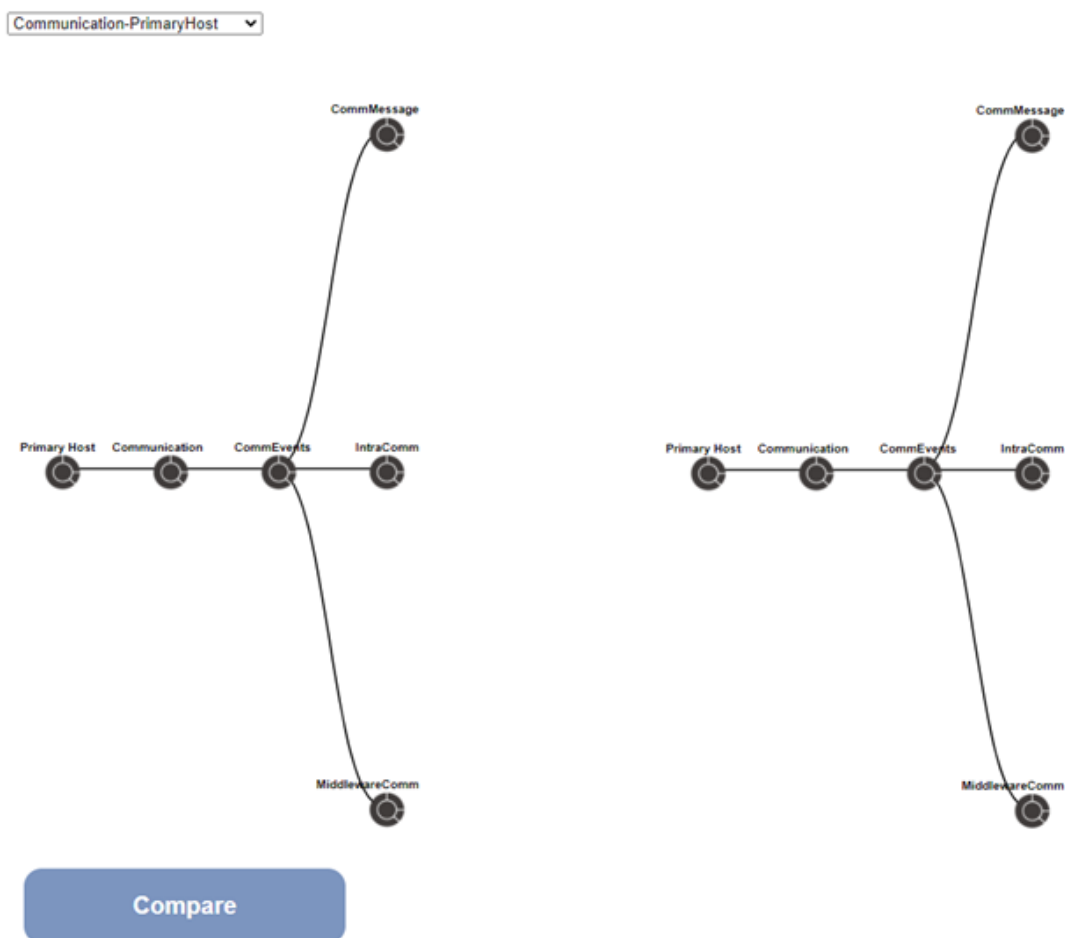 Communication-PrimaryHost
CommMessage
CommMessage
Primary Host
Communication
CommEvents
IntraComm
Primary Host
Communication
CommEvents
IntraComm
MiddlewareComm
MiddlewareComm
Compare